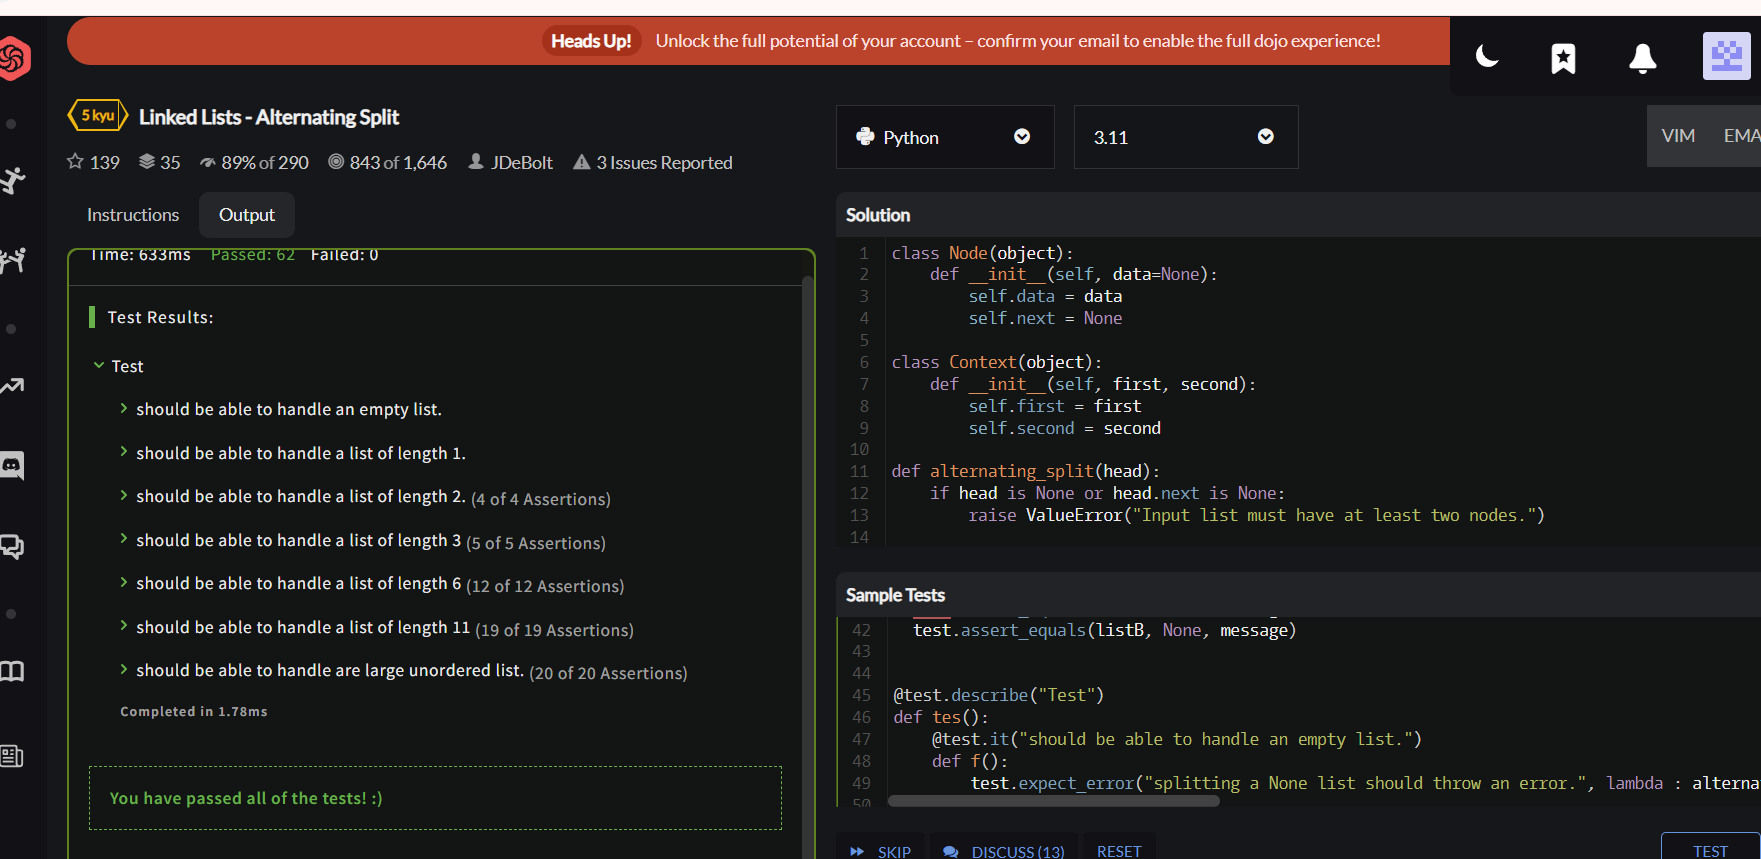 Heads Up! Unlock the full potential of your account – confirm your email to enable the full dojo experience!
5 kyu Linked Lists - Alternating Split
139 35 89% of 290 843 of 1,646 JDeBolt 3 Issues Reported
Instructions Output
Time: 633ms Passed: 62 Failed: 0
Test Results:
Test
should be able to handle an empty list.
should be able to handle a list of length 1.
should be able to handle a list of length 2. (4 of 4 Assertions)
should be able to handle a list of length 3 (5 of 5 Assertions)
should be able to handle a list of length 6 (12 of 12 Assertions)
should be able to handle a list of length 11 (19 of 19 Assertions)
should be able to handle are large unordered list. (20 of 20 Assertions)
Completed in 1.78ms
You have passed all of the tests! :)
Python 3.11 VIM EMA
Solution
1 class Node(object):
2 def __init__(self, data=None):
3 self.data = data
4 self.next = None
5
6 class Context(object):
7 def __init__(self, first, second):
8 self.first = first
9 self.second = second
10
11 def alternating_split(head):
12 if head is None or head.next is None:
13 raise ValueError("Input list must have at least two nodes.")
14
Sample Tests
42 test.assert_equals(listB, None, message)
43
44
45 @test.describe("Test")
46 def tes():
47 @test.it("should be able to handle an empty list.")
48 def f():
49 test.expect_error("splitting a None list should throw an error.", lambda : alterna
50
SKIP DISCUSS (13) RESET TEST